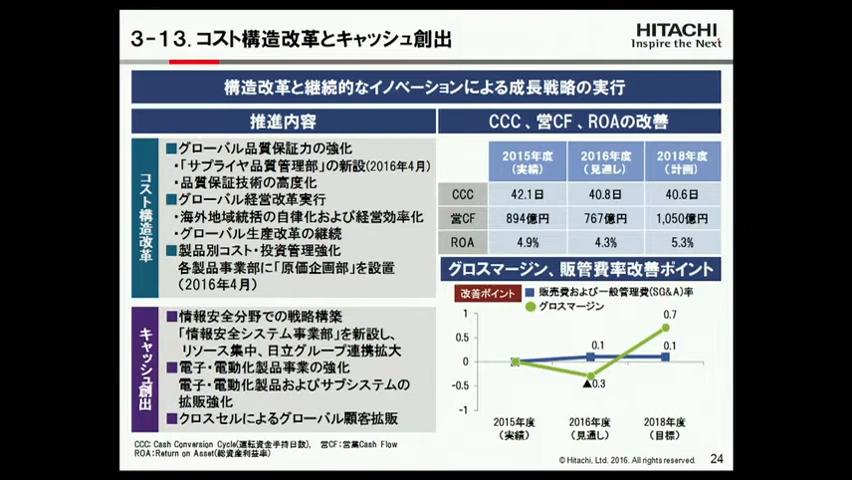 3-13. コスト構造改革とキャッシュ創出
HITACHI
Inspire the Next
構造改革と継続的なイノベーションによる成長戦略の実行
推進内容
コスト構造改革
■グローバル品質保証力の強化
・「サプライヤ品質管理部」の新設(2016年4月)
・品質保証技術の高度化
■グローバル経営改革実行
・海外地域統括の自律化および経営効率化
・グローバル生産改革の継続
■製品別コスト・投資管理強化
各製品事業部に「原価企画部」を設置
(2016年4月)
キャッシュ創出
■情報安全分野での戦略構築
「情報安全システム事業部」を新設し、
リソース集中、日立グループ連携拡大
■電子・電動化製品事業の強化
電子・電動化製品およびサブシステムの
拡販強化
■クロスセルによるグローバル顧客拡販
CCC、営CF、ROAの改善
2015年度 2016年度 2018年度
(実績) (見通し) (計画)
CCC 42.1日 40.8日 40.6日
営CF 894億円 767億円 1,050億円
ROA 4.9% 4.3% 5.3%
グロスマージン、販管費率改善ポイント
改善ポイント
販売費および一般管理費(SG&A)率
グロスマージン
1
0.5
0
-0.5
-1
0.1
▲0.3
0.7
0.1
2015年度 2016年度 2018年度
(実績) (見通し) (目標)
CCC: Cash Conversion Cycle(運転資金手持日数), 営CF:営業Cash Flow
ROA:Return on Asset(総資産利益率)
© Hitachi, Ltd. 2016. All rights reserved.
24